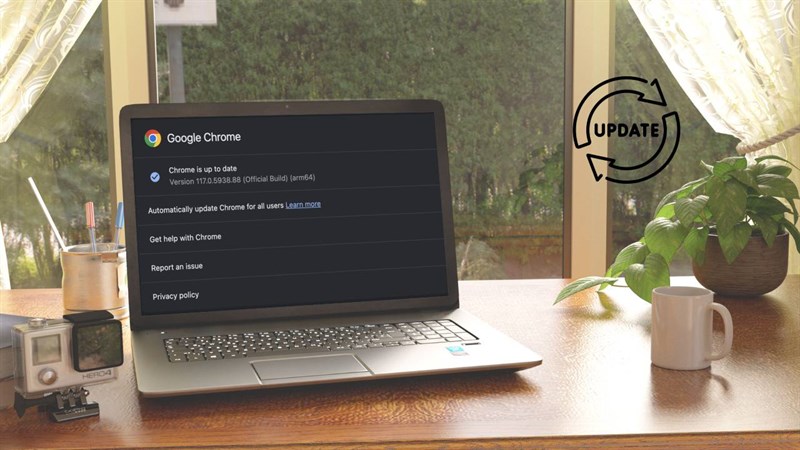 Google Chrome
Chrome is up to date
Version 117.0.5938.88 (Official Build) (arm64)
Automatically update Chrome for all users Learn more
Get help with Chrome
Report an issue
Privacy policy
UPDATE
HERO4